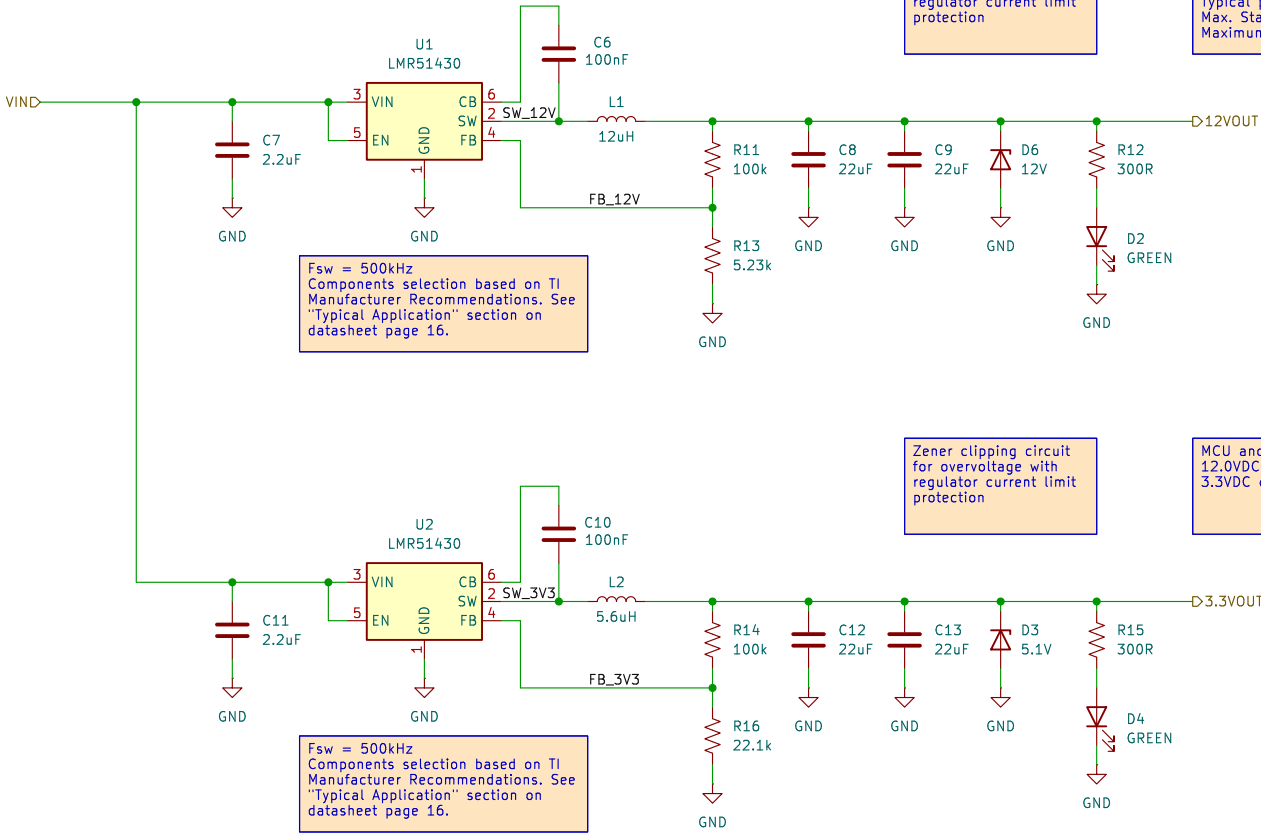 regulator current limit
protection
Typical
Max. Sta
Maximum
U1
LMR51430
C6
100nF
VIN
3
VIN
CB
6
SW
2
SW_12V
5
EN
FB
4
GND
1
L1
12uH
12VOUT
C7
2.2uF
R11
100k
C8
22uF
C9
22uF
D6
12V
R12
300R
FB_12V
GND
GND
GND
GND
GND
R13
5.23k
D2
GREEN
GND
GND
Fsw = 500kHz
Components selection based on TI
Manufacturer Recommendations. See
"Typical Application" section on
datasheet page 16.
Zener clipping circuit
for overvoltage with
regulator current limit
protection
MCU and
12.0VDC
3.3VDC
U2
LMR51430
C10
100nF
3
VIN
CB
6
SW
2
SW_3V3
5
EN
FB
4
GND
1
L2
5.6uH
3.3VOUT
C11
2.2uF
R14
100k
C12
22uF
C13
22uF
D3
5.1V
R15
300R
FB_3V3
GND
GND
GND
GND
GND
R16
22.1k
D4
GREEN
GND
GND
Fsw = 500kHz
Components selection based on TI
Manufacturer Recommendations. See
"Typical Application" section on
datasheet page 16.